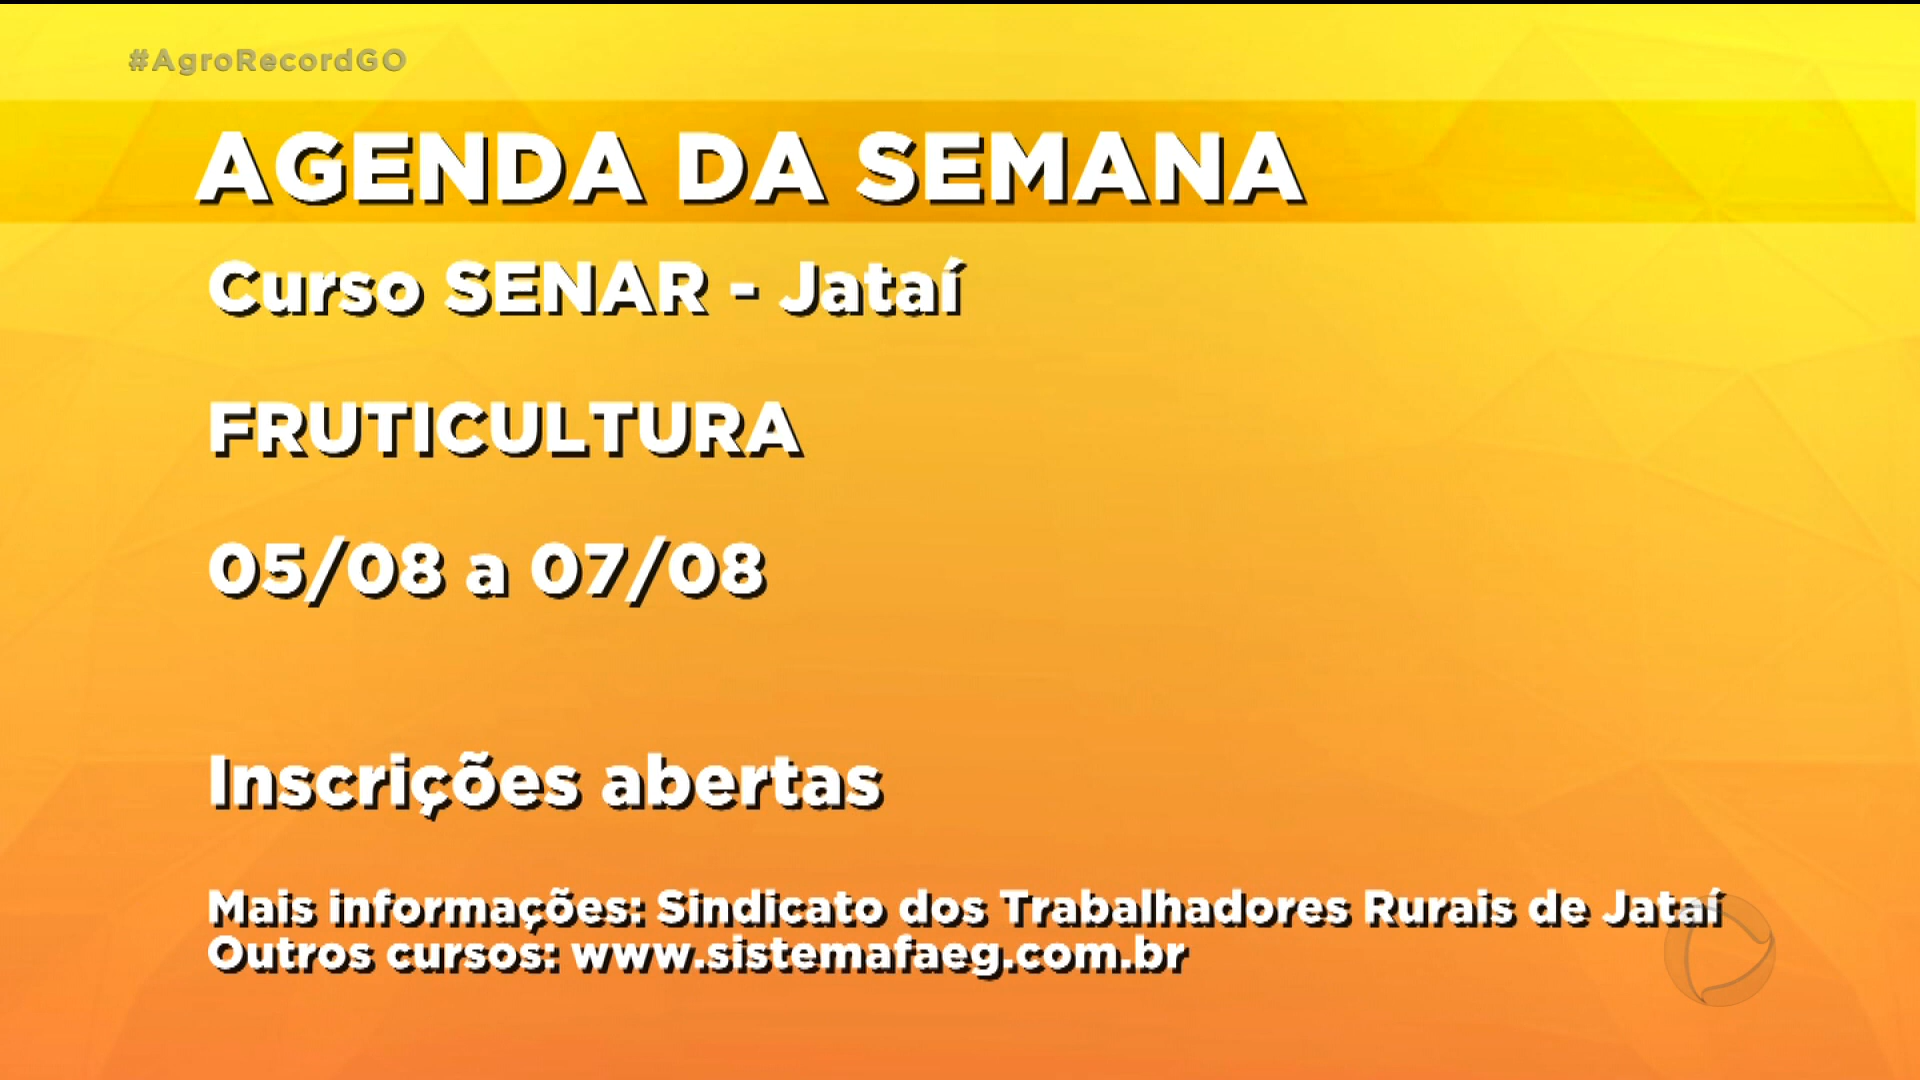 #AgroRecordGO
AGENDA DA SEMANA
Curso SENAR - Jataí
FRUTICULTURA
05/08 a 07/08
Inscrições abertas
Mais informações: Sindicato dos Trabalhadores Rurais de Jataí
Outros cursos: www.sistemafaeg.com.br